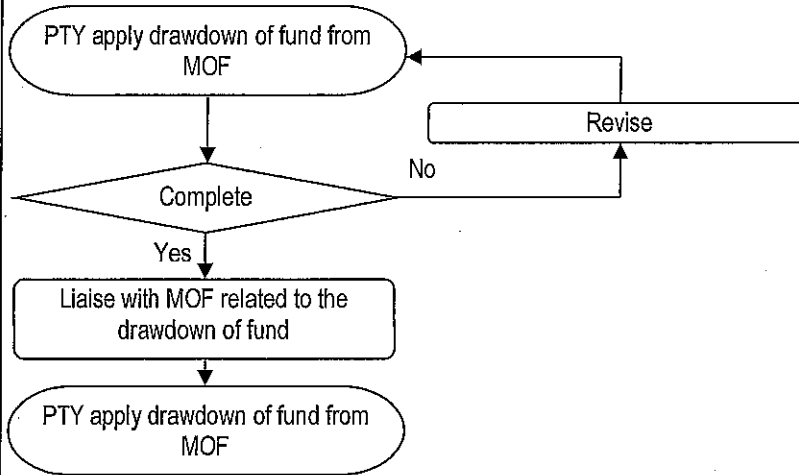 PTY apply drawdown of fund from
MOF
Revise
No
Complete
Yes
Liaise with MOF related to the
drawdown of fund
PTY apply drawdown of fund from
MOF